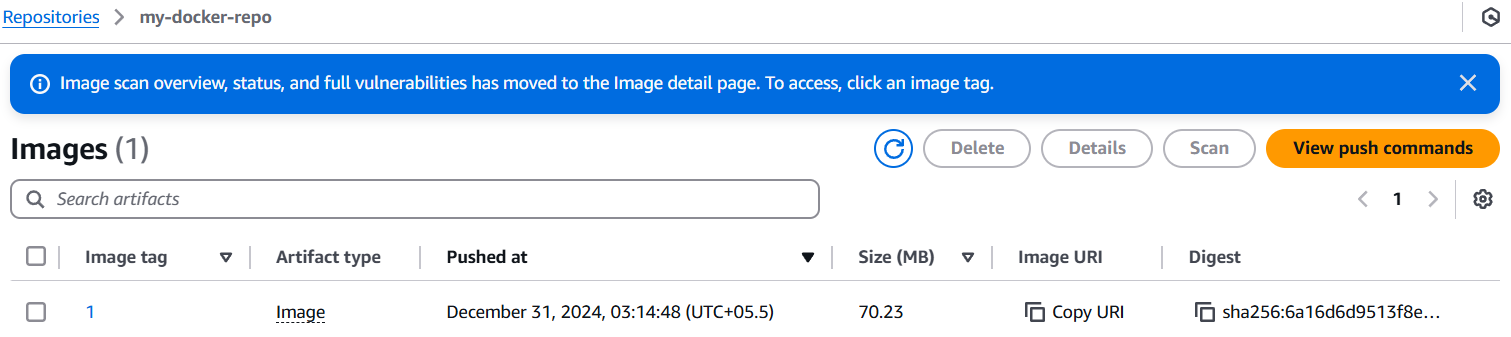 Repositories > my-docker-repo
Image scan overview, status, and full vulnerabilities has moved to the Image detail page. To access, click an image tag.
Images (1) Delete Details Scan View push commands
Search artifacts 1
Image tag Artifact type Pushed at Size (MB) Image URI Digest
1 Image December 31, 2024, 03:14:48 (UTC+05.5) 70.23 Copy URI sha256:6a16d6d9513f8e...